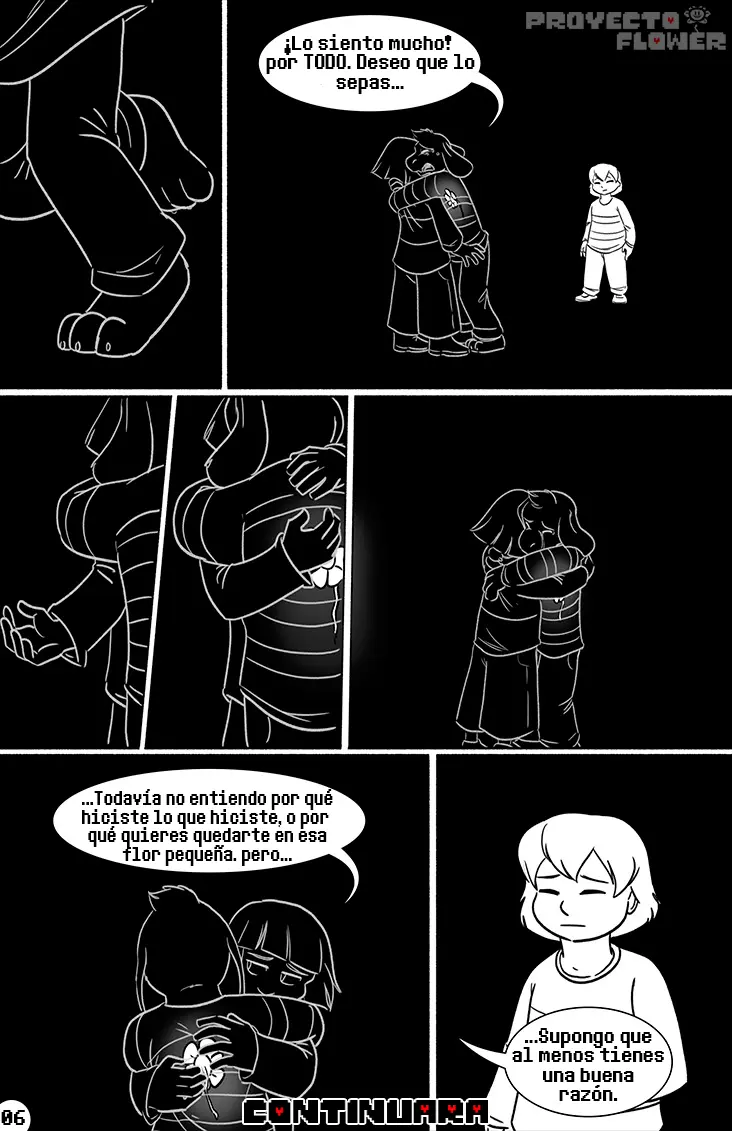 PROYECTO
FLOWER
¡Lo siento mucho!
por TODO. Deseo que lo
sepas...
...Todavía no entiendo por qué
hiciste lo que hiciste, o por
qué quieres quedarte en esa
flor pequeña. pero...
...Supongo que
al menos tienes
una buena
razón.
06
CONTINUARA